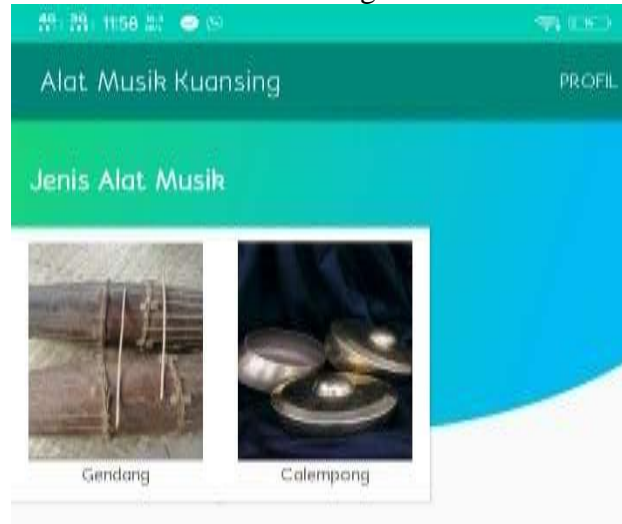 11:58
Alat Musik Kuansing
PROFIL
Jenis Alat Musik
Gendang
Calempong